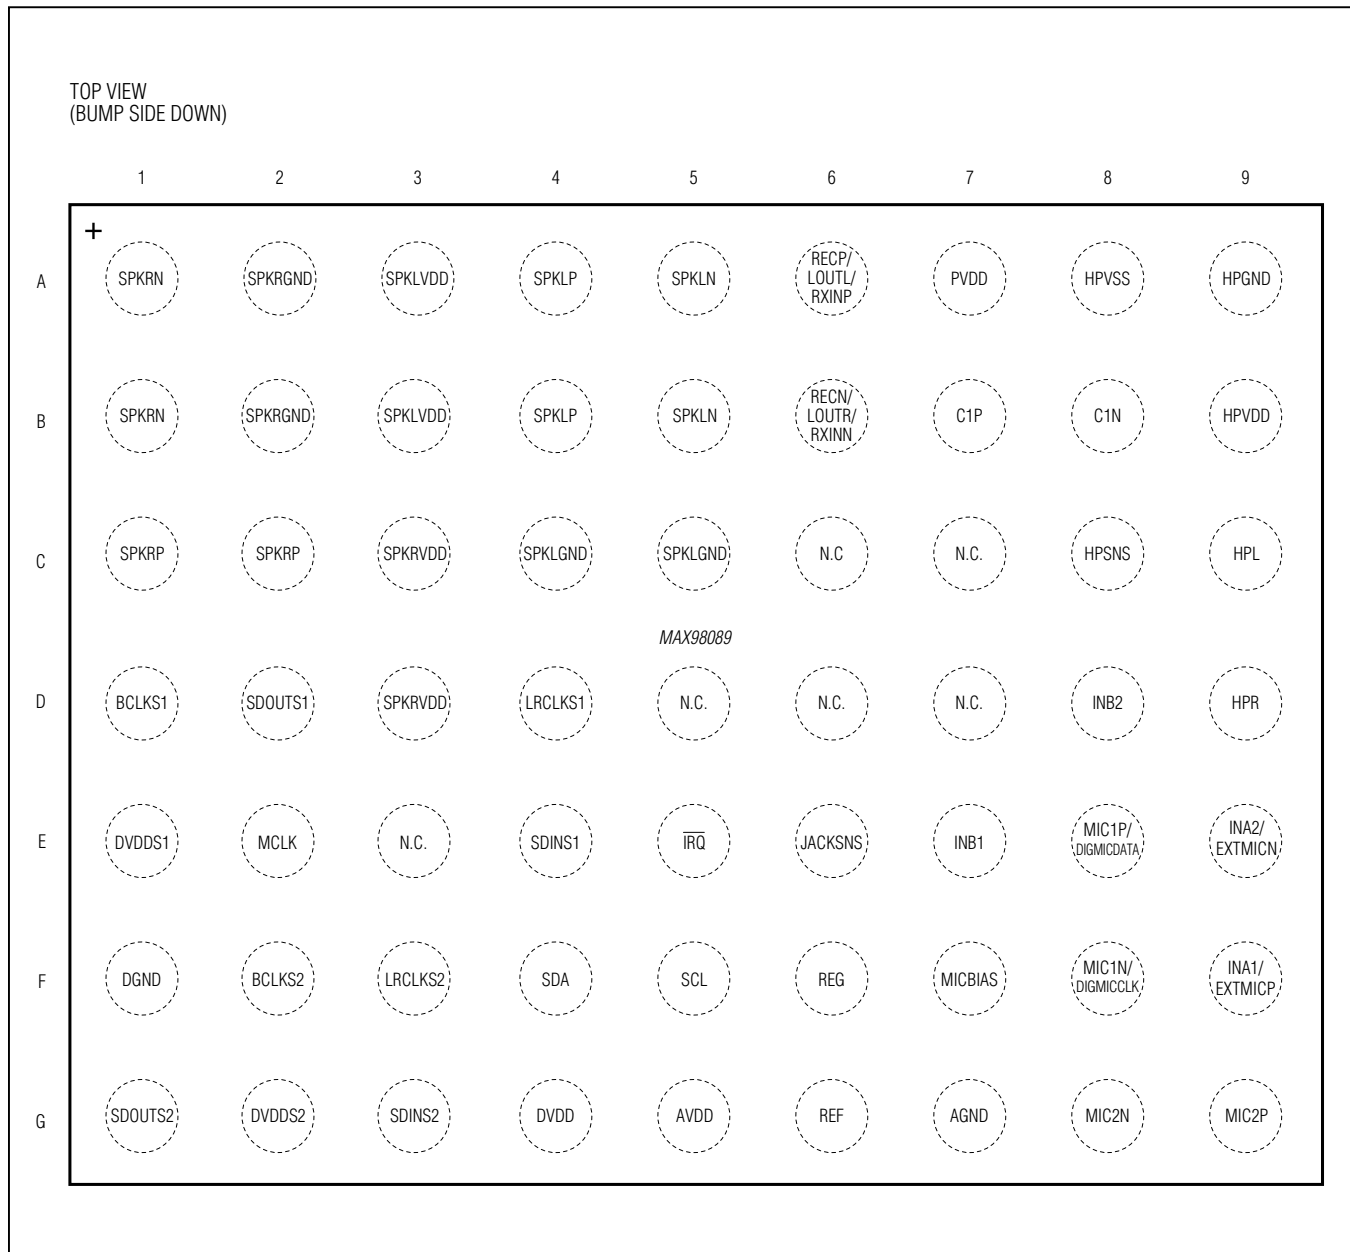 TOP VIEW
(BUMP SIDE DOWN)
1 2 3 4 5 6 7 8 9
+
A SPKRN SPKRGND SPKLVDD SPKLP SPKLN RECP/ LOUTL/ RXINP PVDD HPVSS HPGND
B SPKRN SPKRGND SPKLVDD SPKLP SPKLN RECN/ LOUTR/ RXINN C1P C1N HPVDD
C SPKRP SPKRP SPKRVDD SPKLGND SPKLGND N.C N.C. HPSNS HPL
MAX98089
D BCLKS1 SDOUTS1 SPKRVDD LRCLKS1 N.C. N.C. N.C. INB2 HPR
E DVDDS1 MCLK N.C. SDINS1 IRQ JACKSNS INB1 MIC1P/ DIGMICDATA INA2/ EXTMICN
F DGND BCLKS2 LRCLKS2 SDA SCL REG MICBIAS MIC1N/ DIGMICCLK INA1/ EXTMICP
G SDOUTS2 DVDDS2 SDINS2 DVDD AVDD REF AGND MIC2N MIC2P